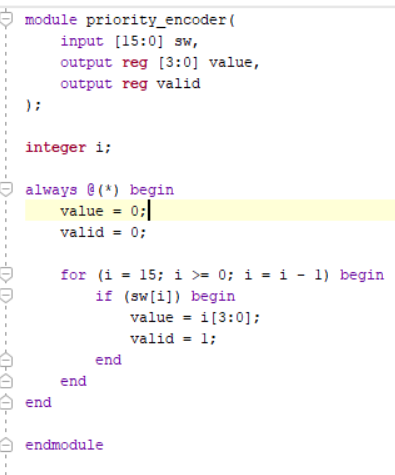 module priority_encoder(
    input [15:0] sw,
    output reg [3:0] value,
    output reg valid
);

integer i;

always @(*) begin
    value = 0;
    valid = 0;

    for (i = 15; i >= 0; i = i - 1) begin
        if (sw[i]) begin
            value = i[3:0];
            valid = 1;
        end
    end
end

endmodule